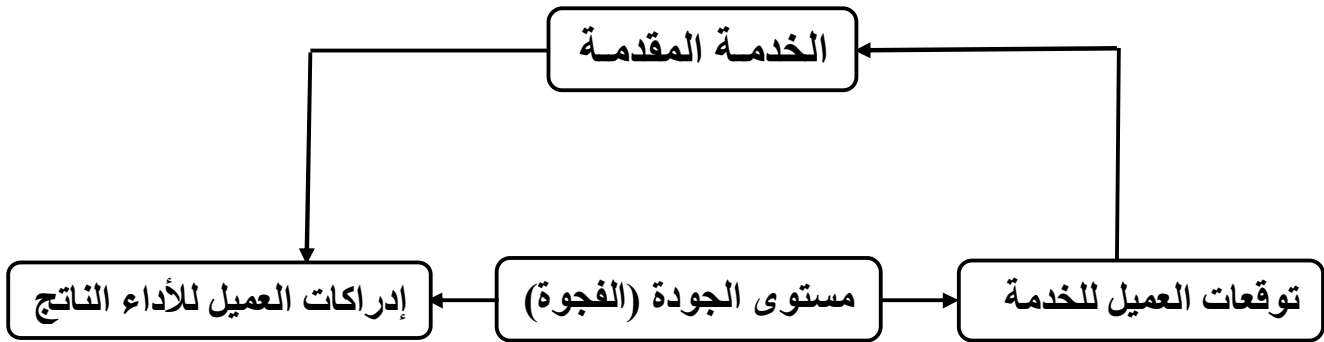 الخدمـة المقدمـة
توقعات العميل للخدمة
مستوى الجودة (الفجوة)
إدراكات العميل للأداء الناتج